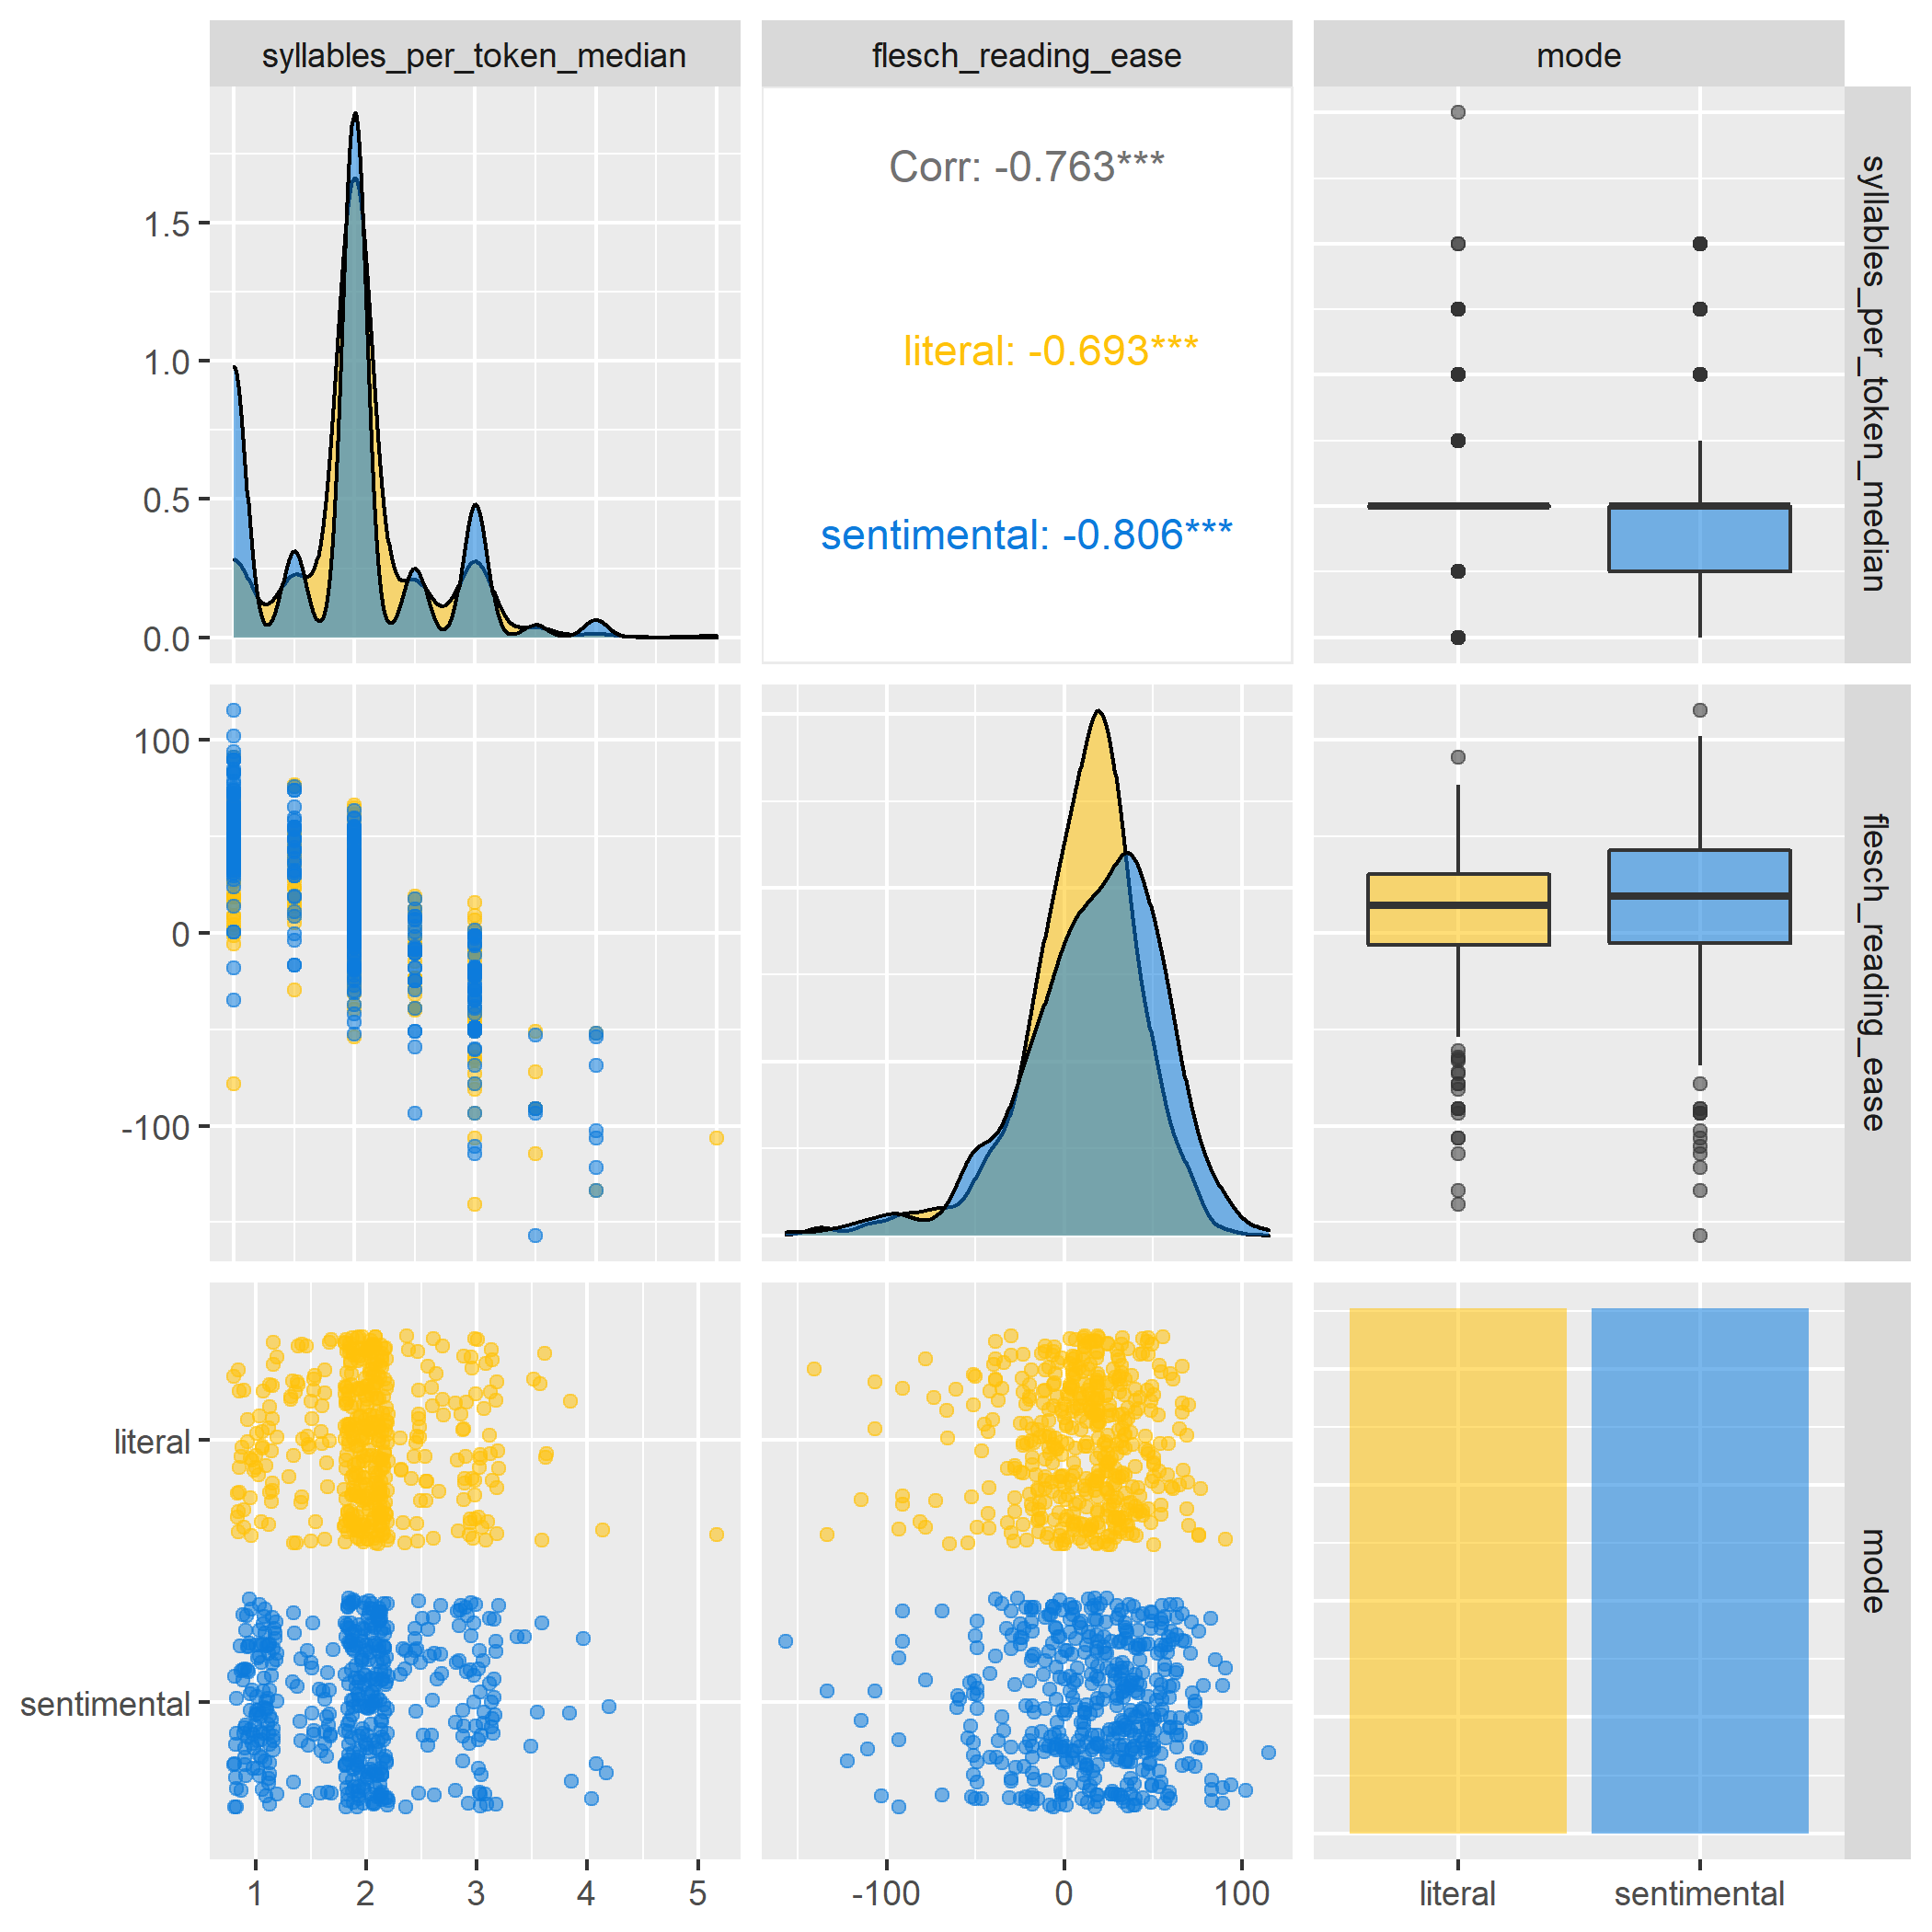 syllables_per_token_median
flesch_reading_ease
mode
1.5
1.0
0.5
0.0
Corr: -0.763***
literal: -0.693***
sentimental: -0.806***
syllables_per_token_median
100
0
-100
flesch_reading_ease
literal
sentimental
mode
1
2
3
4
5
-100
0
100
literal
sentimental